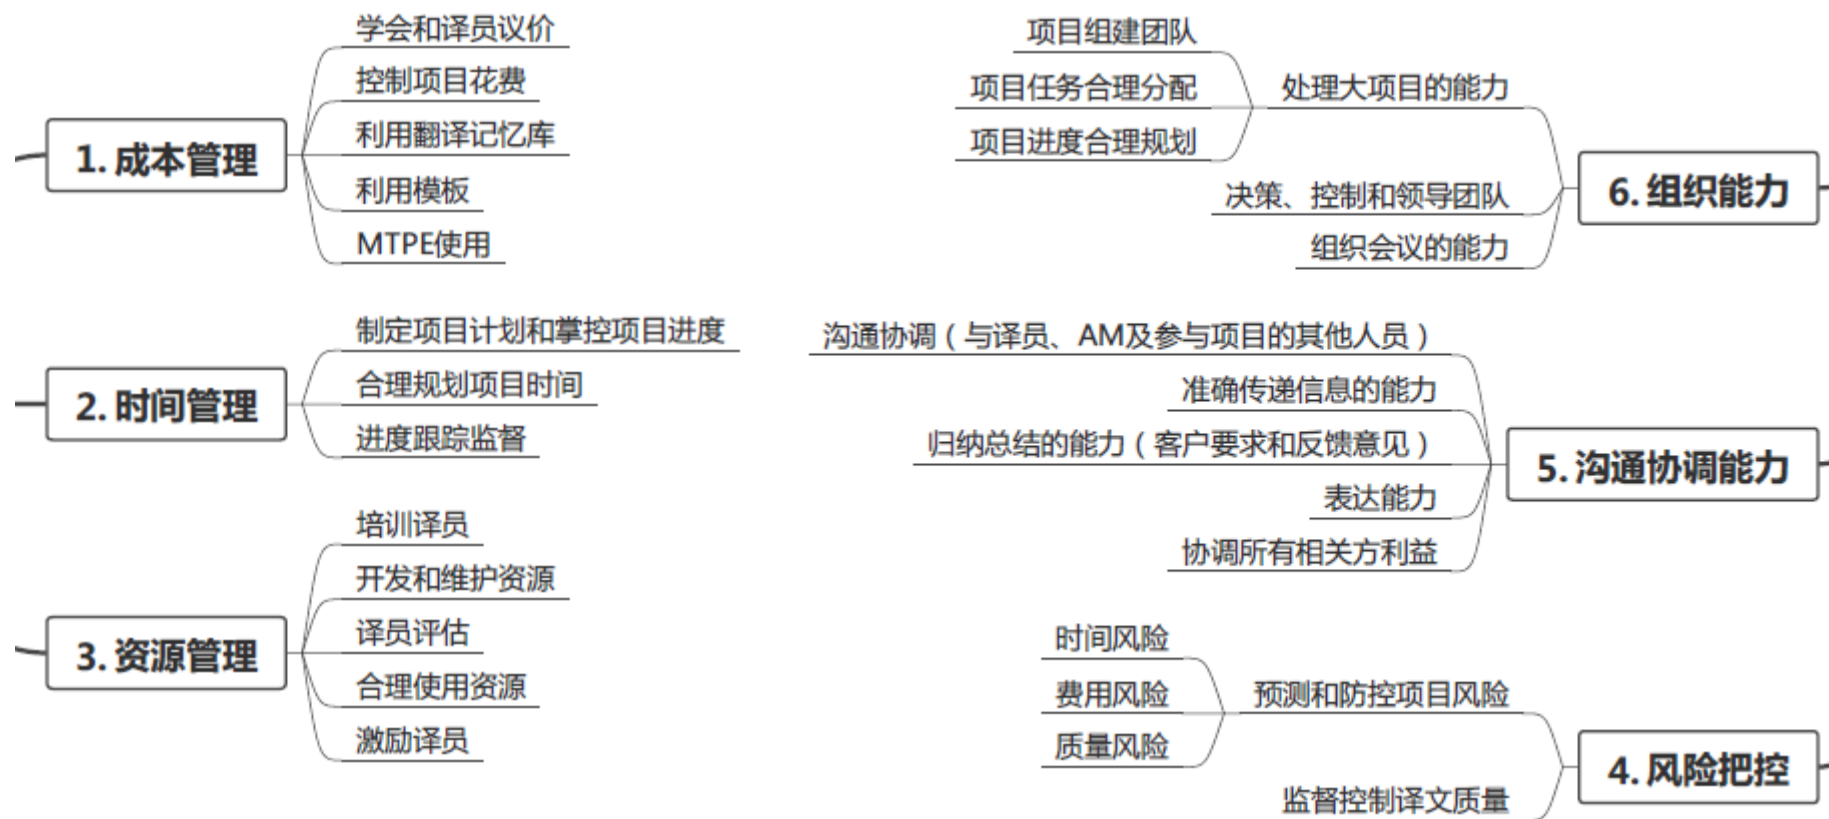 1. 成本管理
学会和译员议价
控制项目花费
利用翻译记忆库
利用模板
MTPE使用
2. 时间管理
制定项目计划和掌控项目进度
合理规划项目时间
进度跟踪监督
3. 资源管理
培训译员
开发和维护资源
译员评估
合理使用资源
激励译员
6. 组织能力
处理大项目的能力
项目组建团队
项目任务合理分配
项目进度合理规划
决策、控制和领导团队
组织会议的能力
5. 沟通协调能力
沟通协调（与译员、AM及参与项目的其他人员）
准确传递信息的能力
归纳总结的能力（客户要求和反馈意见）
表达能力
协调所有相关方利益
4. 风险把控
预测和防控项目风险
时间风险
费用风险
质量风险
监督控制译文质量